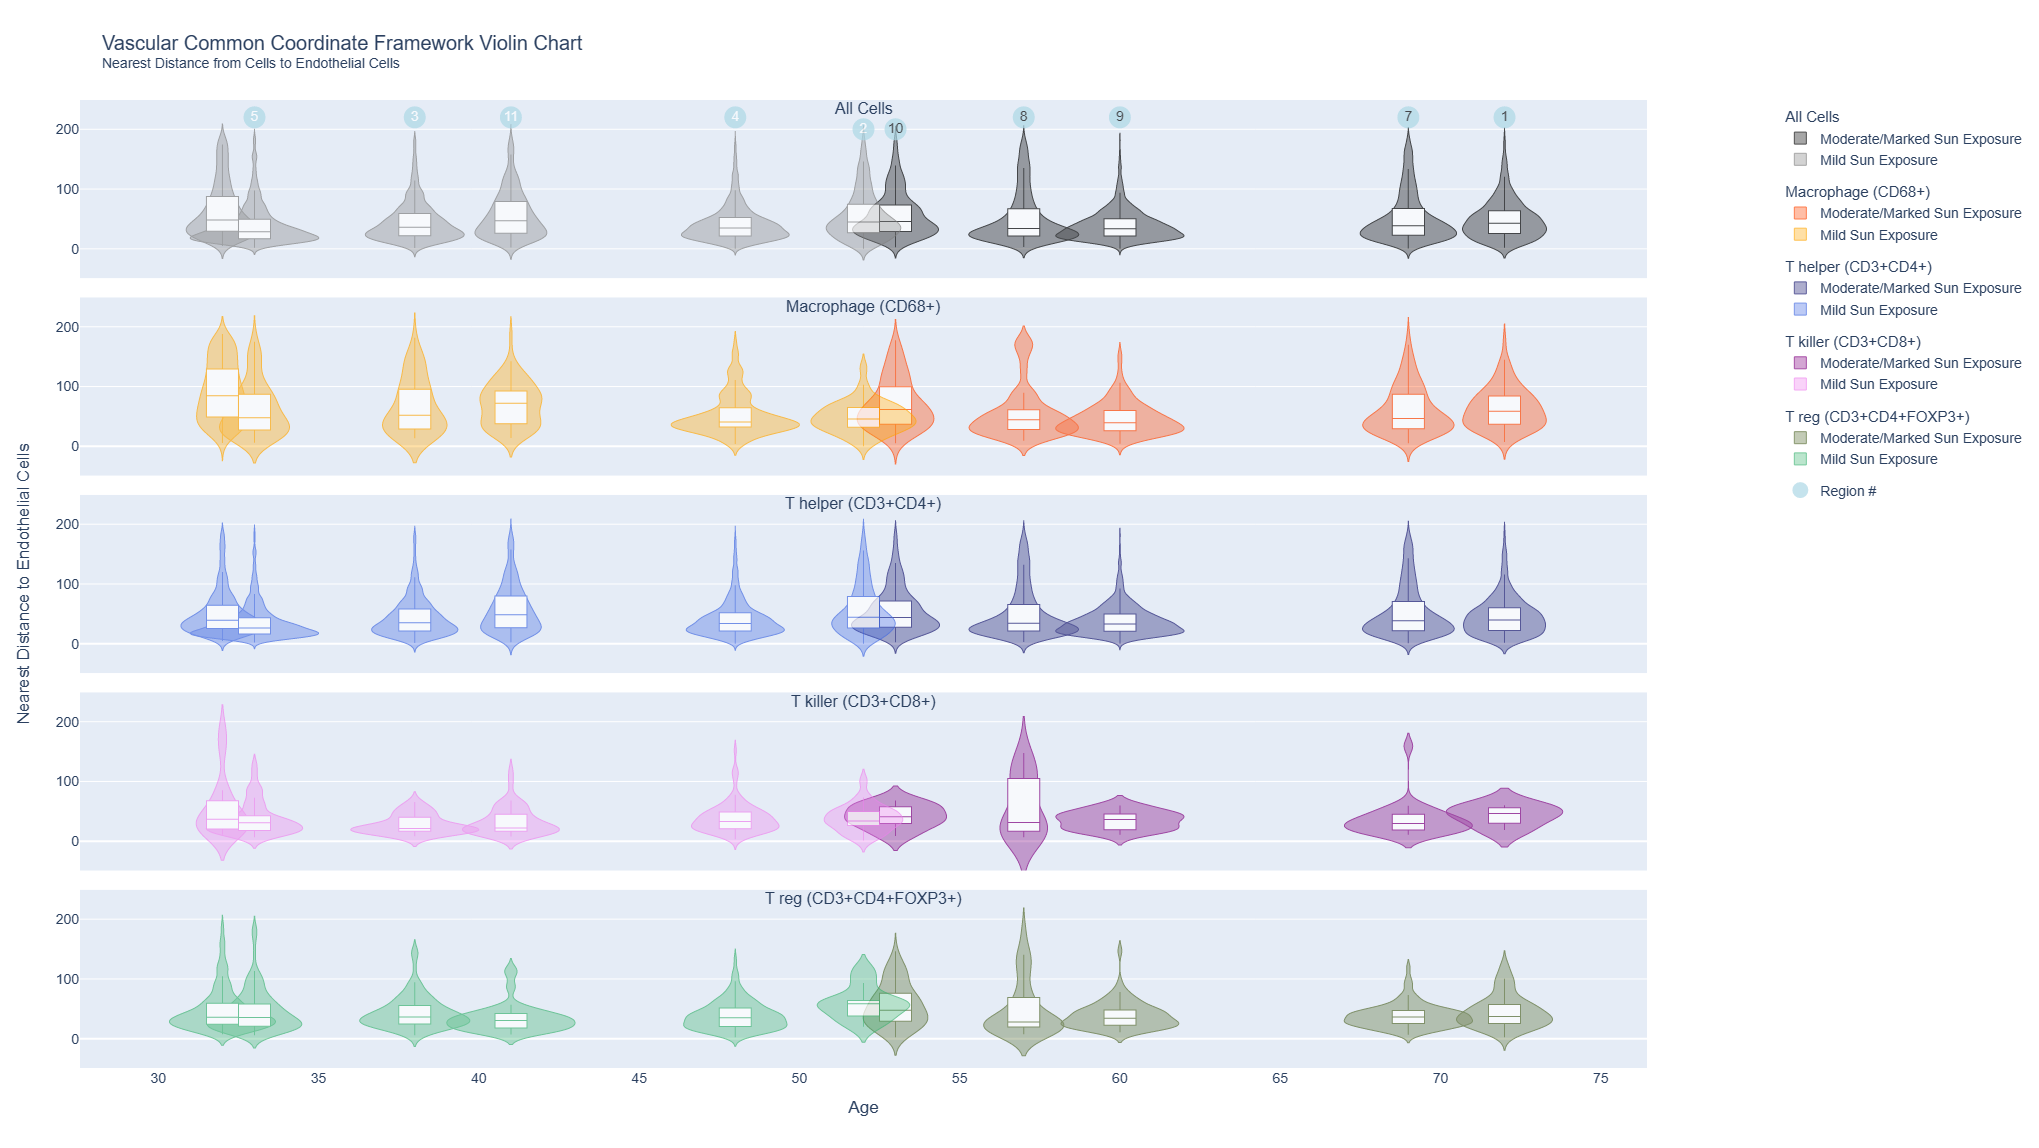 Vascular Common Coordinate Framework Violin Chart
Nearest Distance from Cells to Endothelial Cells
All Cells
5
3
11
4
2
10
8
9
7
1
200
100
0
Macrophage (CD68+)
200
100
0
T helper (CD3+CD4+)
200
100
0
T killer (CD3+CD8+)
200
100
0
T reg (CD3+CD4+FOXP3+)
200
100
0
30 35 40 45 50 55 60 65 70 75
Age
Nearest Distance to Endothelial Cells
All Cells
Moderate/Marked Sun Exposure
Mild Sun Exposure
Macrophage (CD68+)
Moderate/Marked Sun Exposure
Mild Sun Exposure
T helper (CD3+CD4+)
Moderate/Marked Sun Exposure
Mild Sun Exposure
T killer (CD3+CD8+)
Moderate/Marked Sun Exposure
Mild Sun Exposure
T reg (CD3+CD4+FOXP3+)
Moderate/Marked Sun Exposure
Mild Sun Exposure
Region #